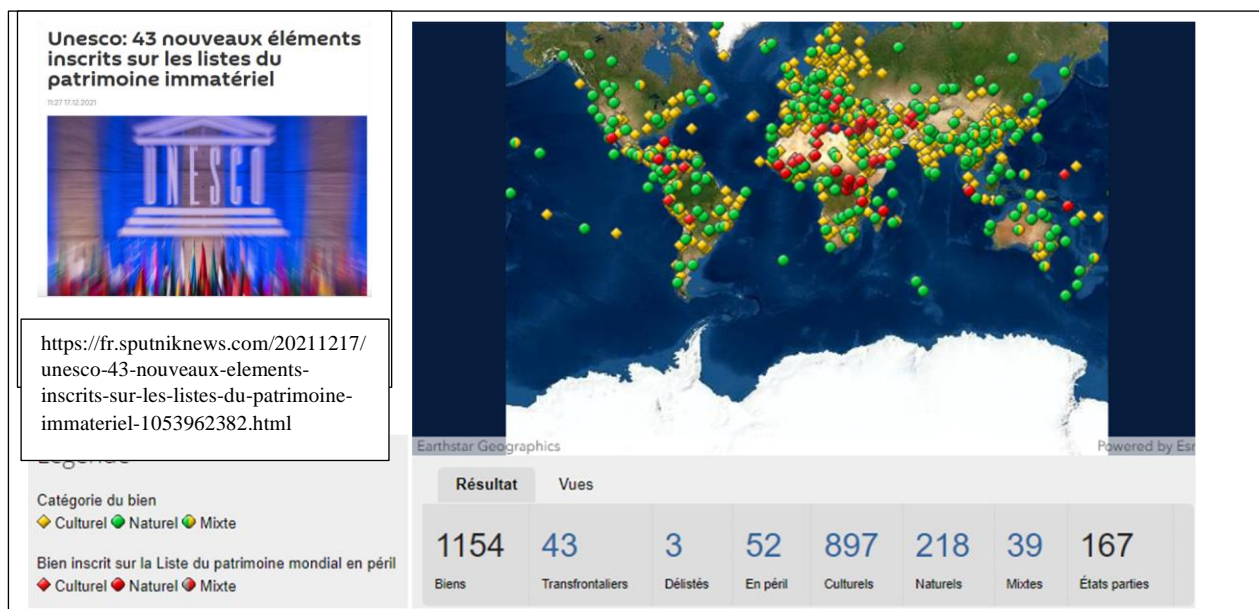 Unesco: 43 nouveaux éléments
inscrits sur les listes du
patrimoine immatériel
11:27 17.12.2021
UNESCO
https://fr.sputniknews.com/20211217/
unesco-43-nouveaux-elements-
inscrits-sur-les-listes-du-patrimoine-
immateriel-1053962382.html
Légende
Catégorie du bien
Culturel Naturel Mixte
Bien inscrit sur la Liste du patrimoine mondial en péril
Culturel Naturel Mixte
Earthstar Geographics
Powered by Esr
Résultat Vues
1154 43 3 52 897 218 39 167
Biens Transfrontaliers Délistés En péril Culturels Naturels Mixtes États parties